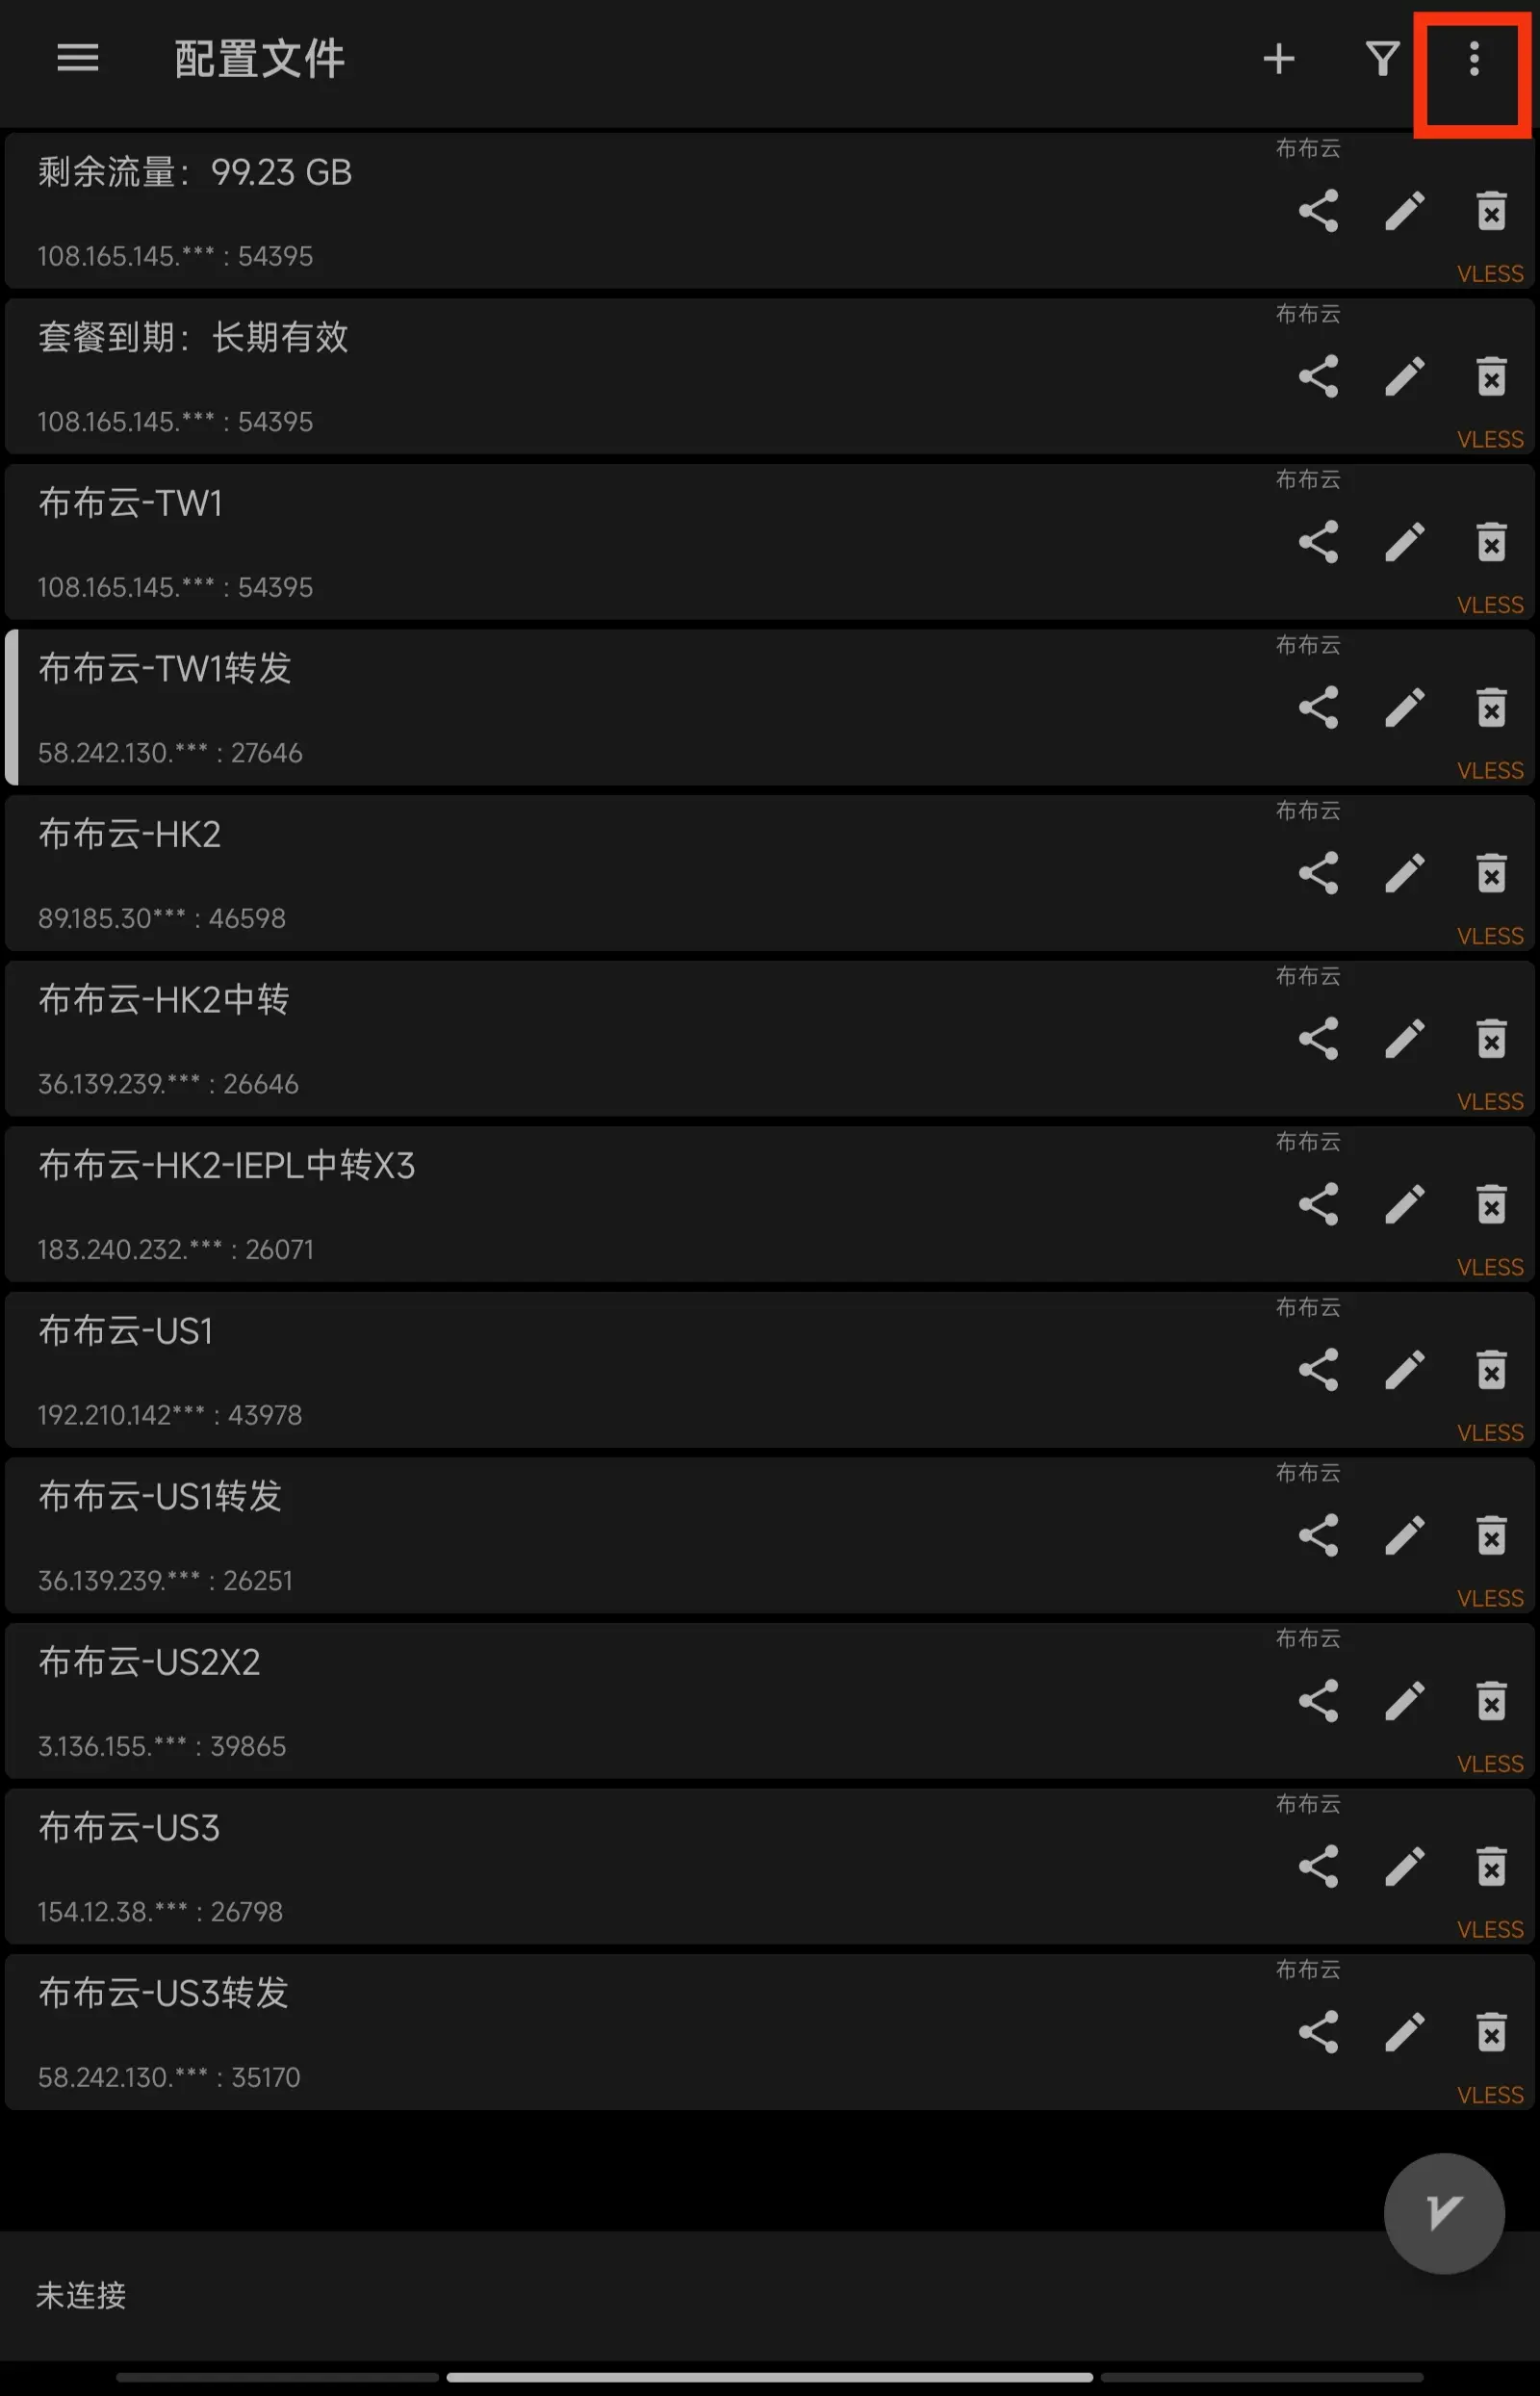 配置文件
剩余流量：99.23 GB
布布云
108.165.145.*** : 54395
VLESS
套餐到期：长期有效
布布云
108.165.145.*** : 54395
VLESS
布布云-TW1
布布云
108.165.145.*** : 54395
VLESS
布布云-TW1转发
布布云
58.242.130.*** : 27646
VLESS
布布云-HK2
布布云
89.185.30*** : 46598
VLESS
布布云-HK2中转
布布云
36.139.239.*** : 26646
VLESS
布布云-HK2-IEPL中转X3
布布云
183.240.232.*** : 26071
VLESS
布布云-US1
布布云
192.210.142*** : 43978
VLESS
布布云-US1转发
布布云
36.139.239.*** : 26251
VLESS
布布云-US2X2
布布云
3.136.155.*** : 39865
VLESS
布布云-US3
布布云
154.12.38.*** : 26798
VLESS
布布云-US3转发
布布云
58.242.130.*** : 35170
VLESS
未连接